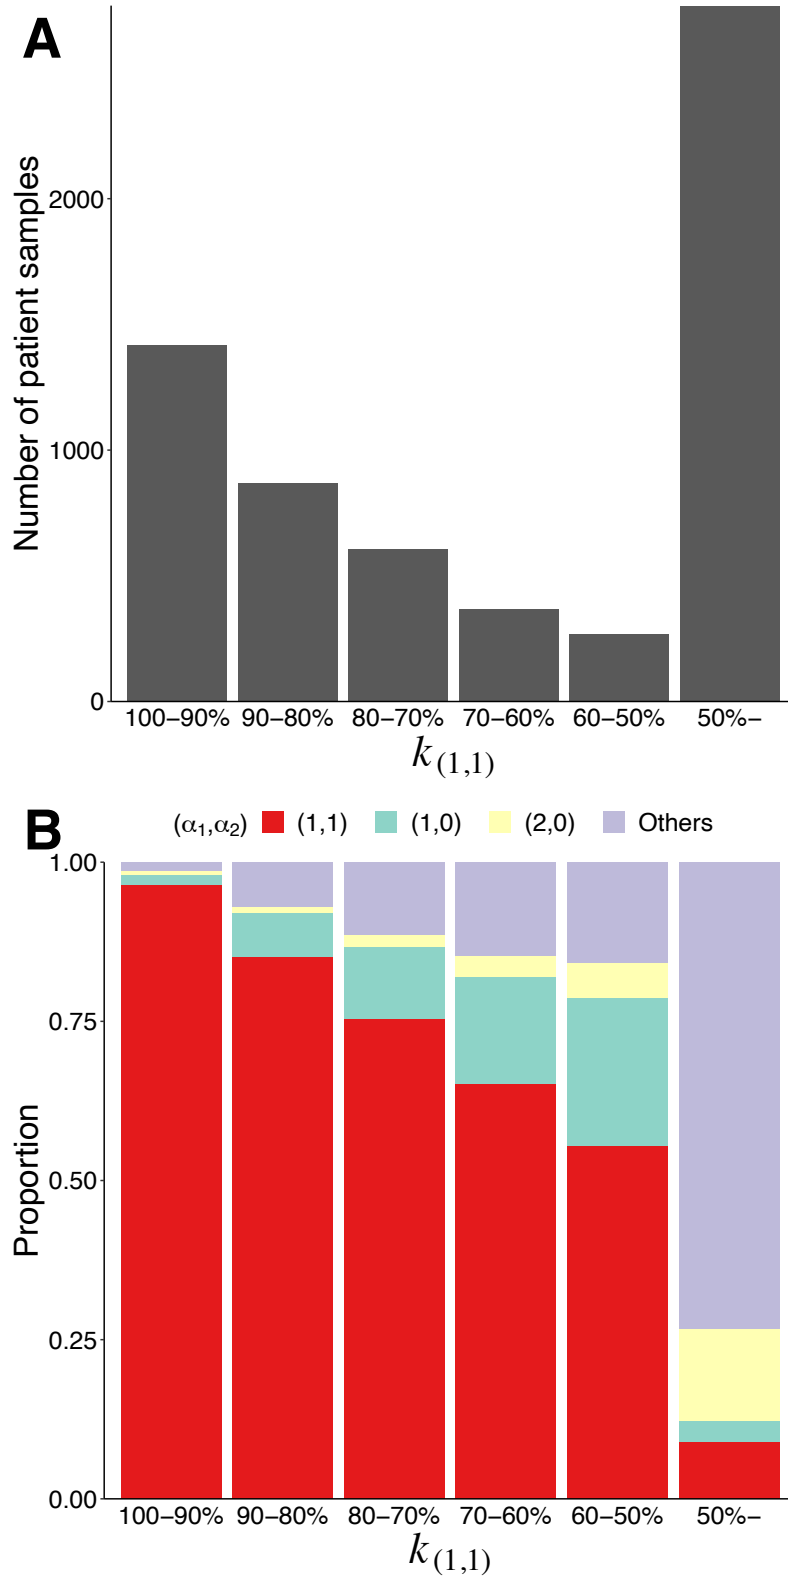 A
Number of patient samples
2000
1000
0
100−90% 90−80% 80−70% 70−60% 60−50% 50%−
k(1,1)
B
(α1,α2) (1,1) (1,0) (2,0) Others
Proportion
1.00
0.75
0.50
0.25
0.00
100−90% 90−80% 80−70% 70−60% 60−50% 50%−
k(1,1)